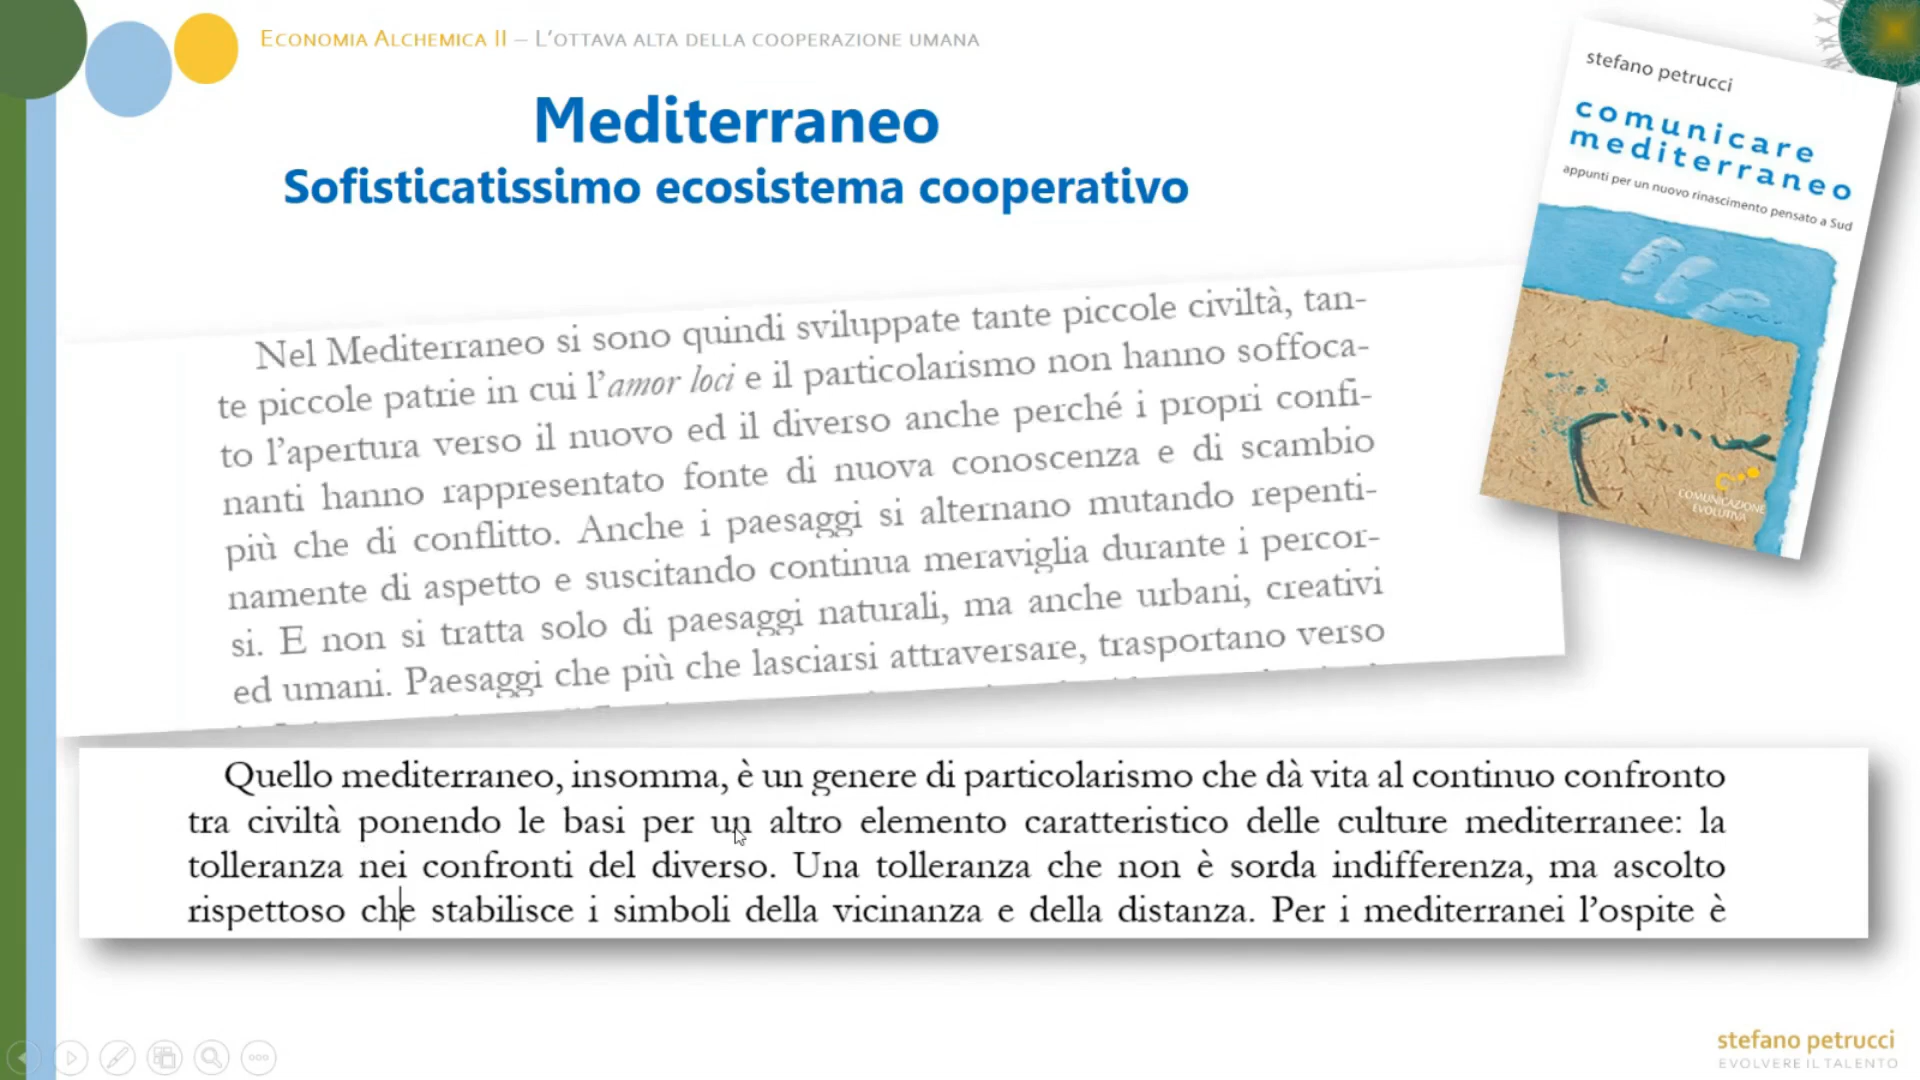 ECONOMIA ALCHEMICA II – L'OTTAVA ALTA DELLA COOPERAZIONE UMANA
Mediterraneo
Sofisticatissimo ecosistema cooperativo
stefano petrucci
comunicare
mediterraneo
appunti per un nuovo rinascimento pensato a Sud
COMUNICAZIONE
EVOLUTIVA
Nel Mediterraneo si sono quindi sviluppate tante piccole civiltà, tan-
te piccole patrie in cui l'amor loci e il particolarismo non hanno soffoca-
to l'apertura verso il nuovo ed il diverso anche perché i propri confi-
nanti hanno rappresentato fonte di nuova conoscenza e di scambio
più che di conflitto. Anche i paesaggi si alternano mutando repenti-
namente di aspetto e suscitando continua meraviglia durante i percor-
si. E non si tratta solo di paesaggi naturali, ma anche urbani, creativi
ed umani. Paesaggi che più che lasciarsi attraversare, trasportano verso
Quello mediterraneo, insomma, è un genere di particolarismo che dà vita al continuo confronto
tra civiltà ponendo le basi per un altro elemento caratteristico delle culture mediterranee: la
tolleranza nei confronti del diverso. Una tolleranza che non è sorda indifferenza, ma ascolto
rispettoso che stabilisce i simboli della vicinanza e della distanza. Per i mediterranei l'ospite è
stefano petrucci
EVOLVERE IL TALENTO